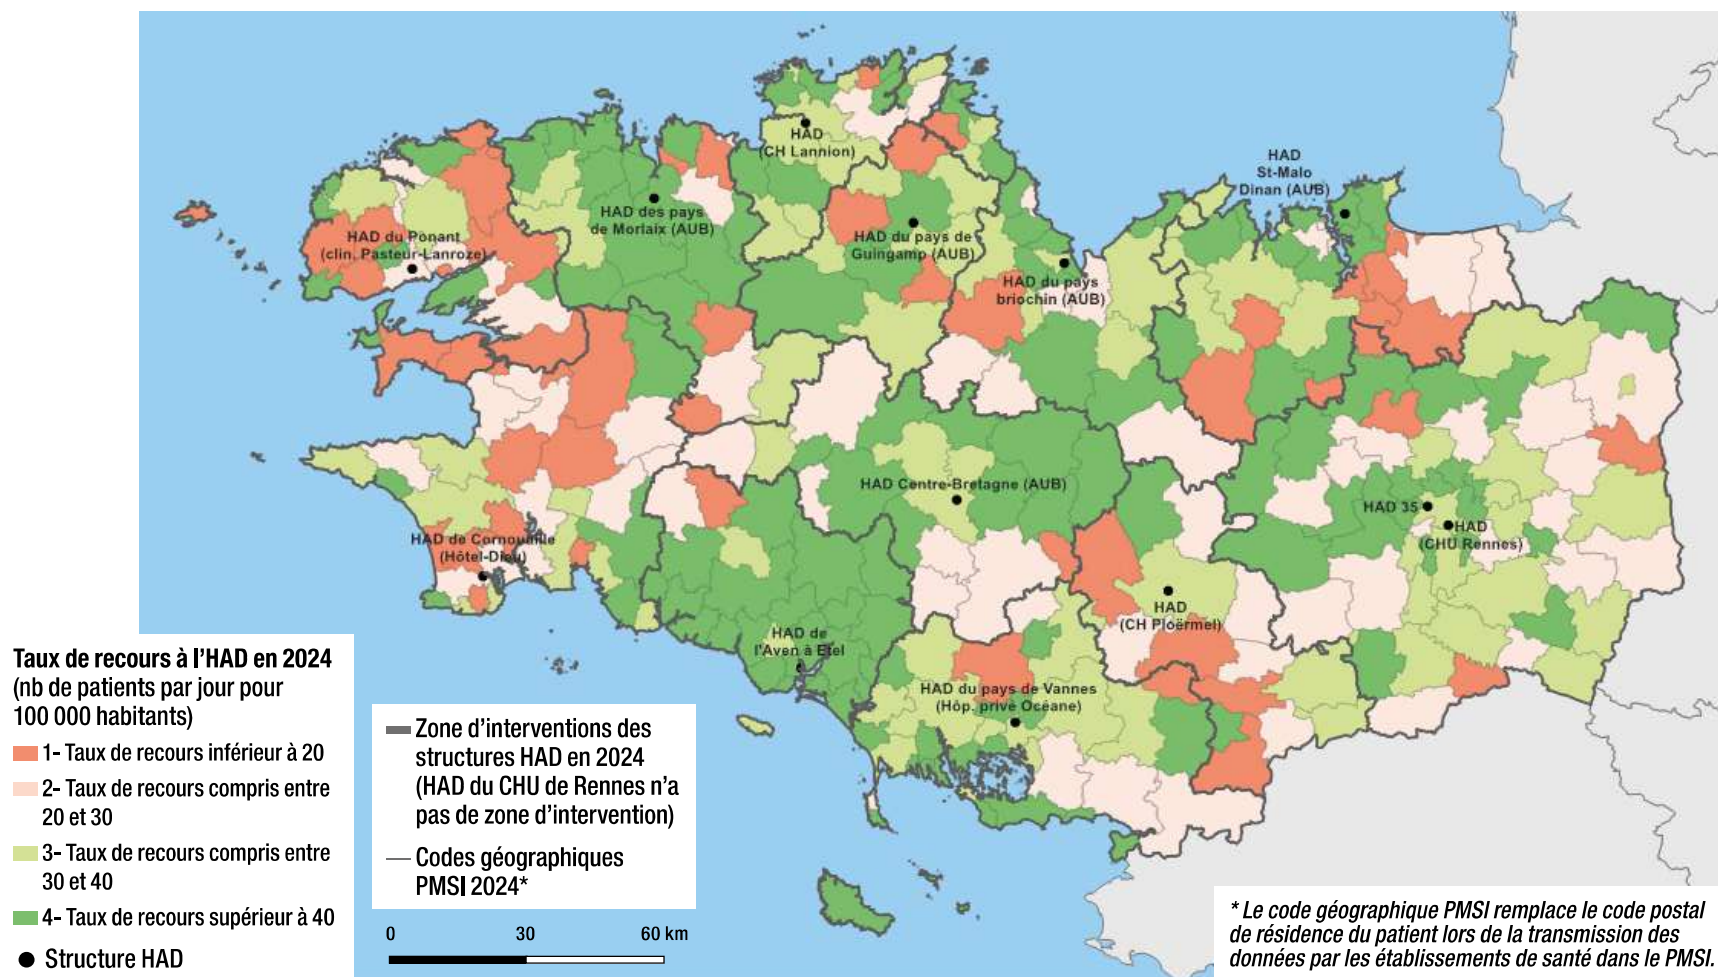 HAD
(CH Lannion)
HAD
St-Malo
Dinan (AUB)
HAD des pays
de Morlaix (AUB)
HAD du Ponant
(clin. Pasteur-Lanroze)
HAD du pays de
Guingamp (AUB)
HAD du pays
briochin (AUB)
HAD Centre-Bretagne (AUB)
HAD 35
HAD
(CHU Rennes)
HAD de Cornouaille
(Hôtel-Dieu)
HAD
(CH Ploërmel)
HAD de
l'Aven à Etel
HAD du pays de Vannes
(Hôp. privé Océane)
Taux de recours à l'HAD en 2024
(nb de patients par jour pour
100 000 habitants)
1- Taux de recours inférieur à 20
2- Taux de recours compris entre
20 et 30
3- Taux de recours compris entre
30 et 40
4- Taux de recours supérieur à 40
Structure HAD
Zone d'interventions des
structures HAD en 2024
(HAD du CHU de Rennes n'a
pas de zone d'intervention)
Codes géographiques
PMSI 2024*
0 30 60 km
* Le code géographique PMSI remplace le code postal
de résidence du patient lors de la transmission des
données par les établissements de santé dans le PMSI.